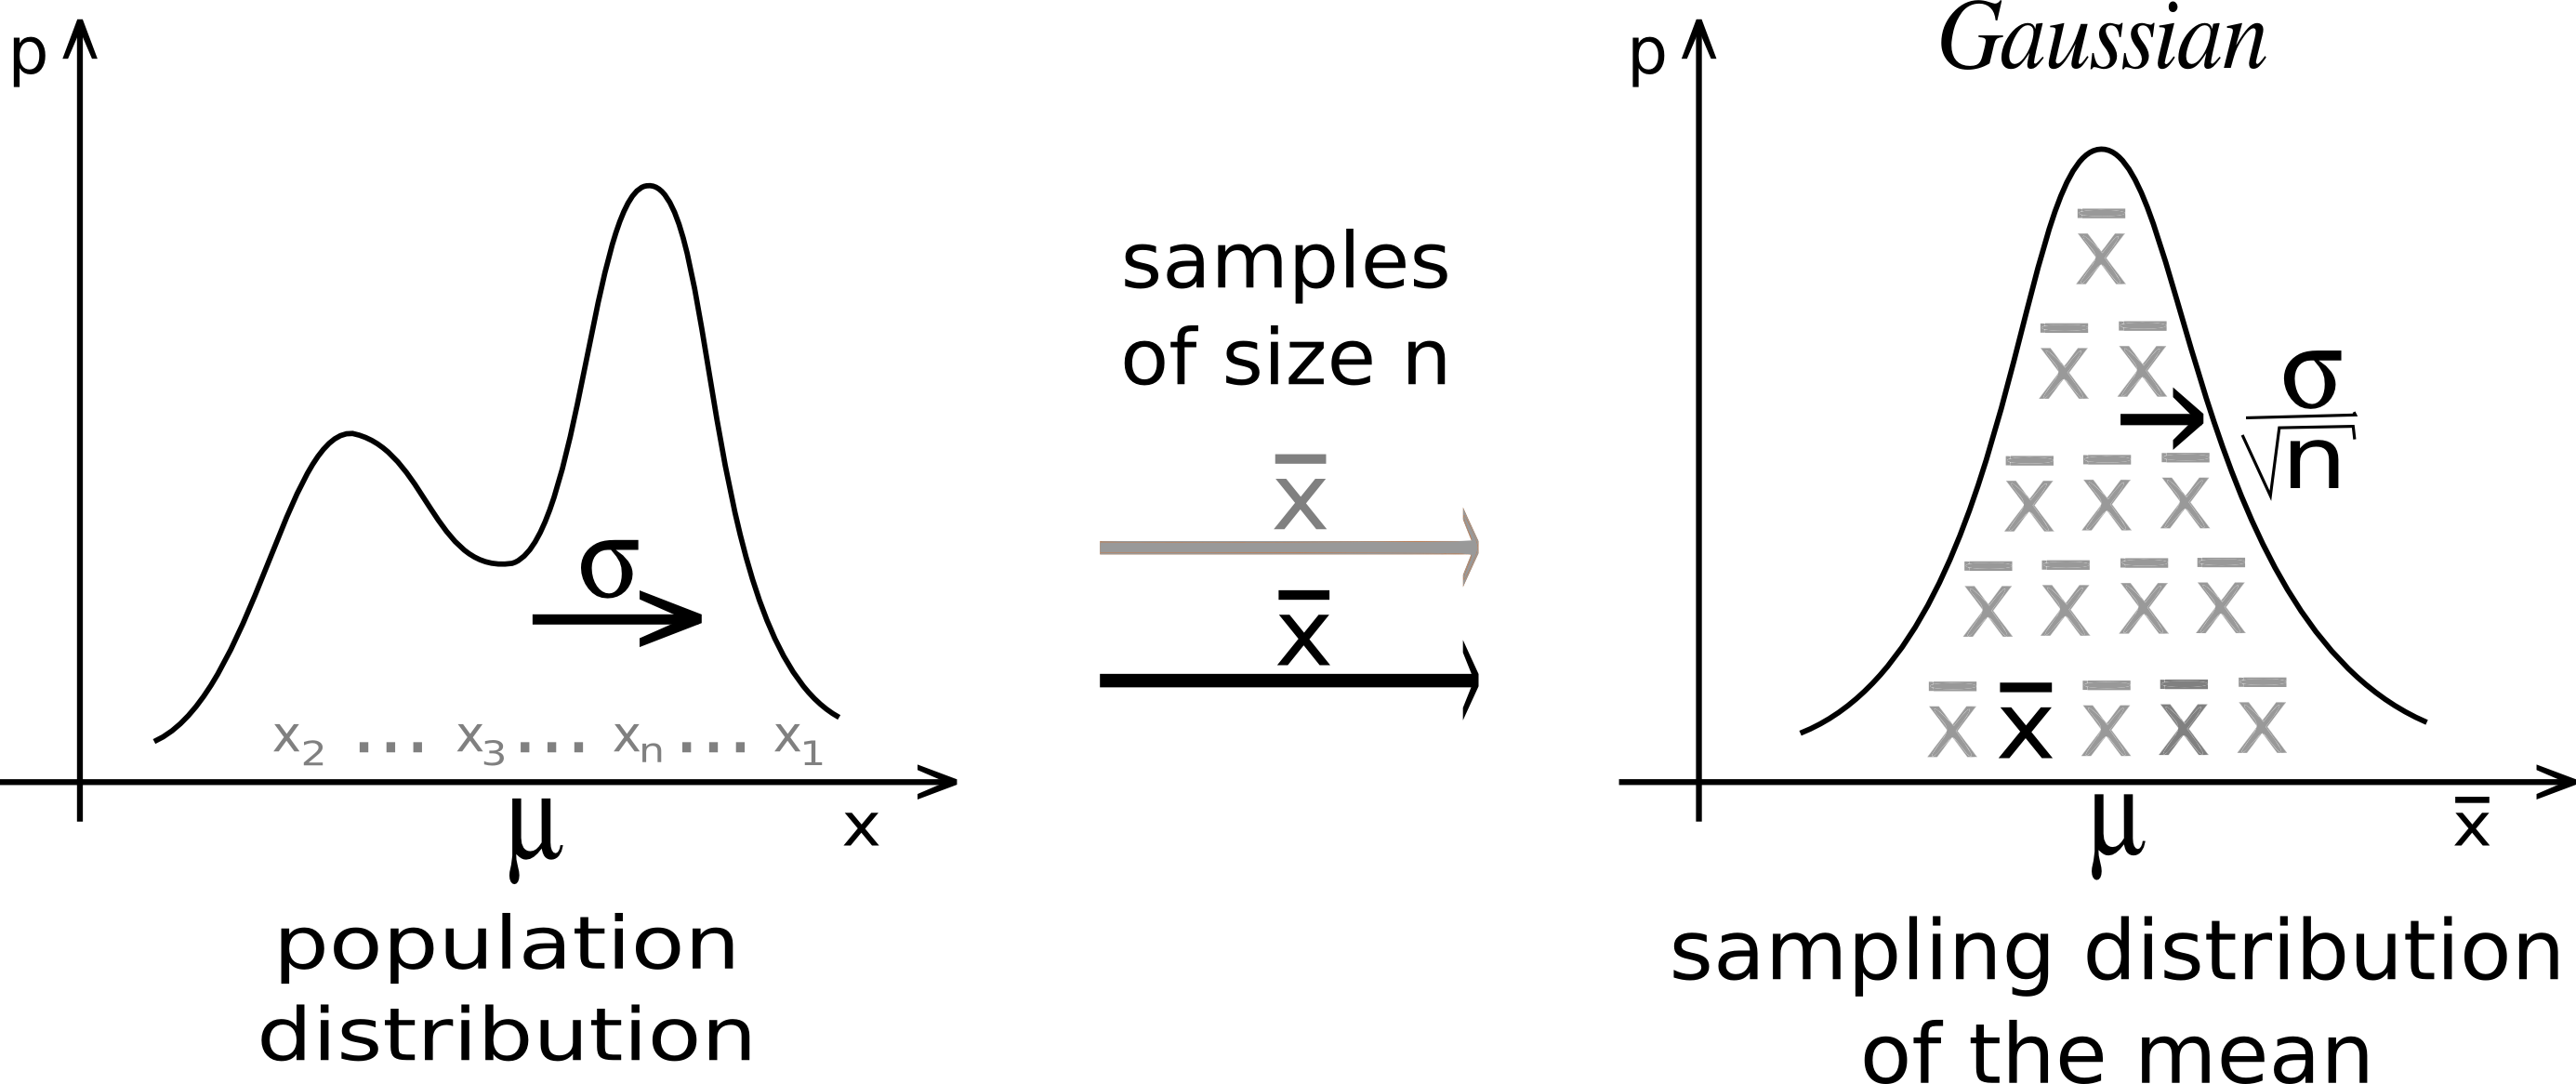 p
σ
x₂ ... x₃... xₙ... x₁
μ
x
population
distribution
samples
of size n
x̄
x̄
Gaussian
p
x̄
x̄ x̄
σ
√n
x̄ x̄ x̄
x̄ x̄ x̄ x̄
x̄ x̄ x̄ x̄ x̄
μ
x̄
sampling distribution
of the mean